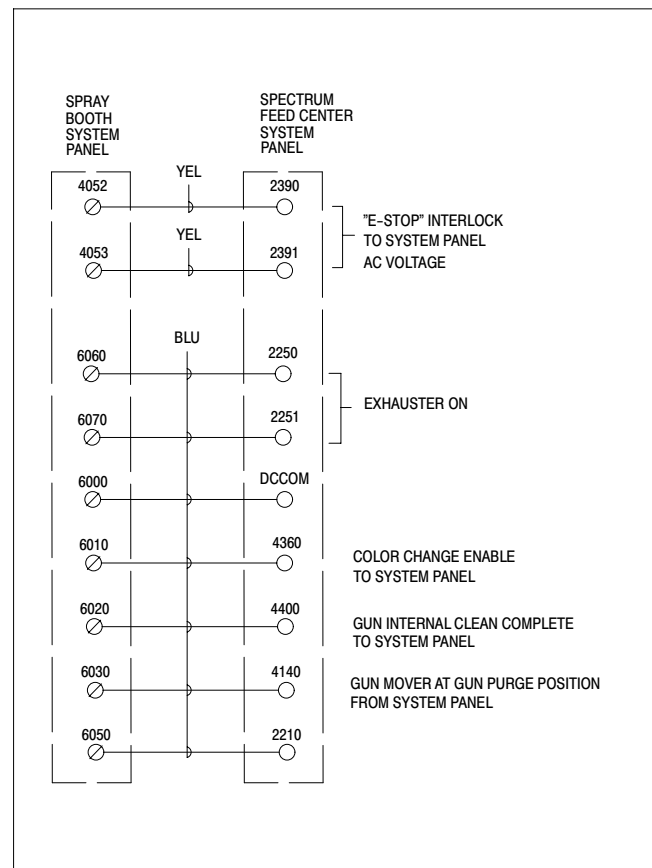 SPRAY
BOOTH
SYSTEM
PANEL
SPECTRUM
FEED CENTER
SYSTEM
PANEL
4052
YEL
2390
"E-STOP" INTERLOCK
TO SYSTEM PANEL
AC VOLTAGE
4053
YEL
2391
BLU
6060
2250
EXHAUSTER ON
6070
2251
6000
DCCOM
6010
4360
COLOR CHANGE ENABLE
TO SYSTEM PANEL
6020
4400
GUN INTERNAL CLEAN COMPLETE
TO SYSTEM PANEL
6030
4140
GUN MOVER AT GUN PURGE POSITION
FROM SYSTEM PANEL
6050
2210